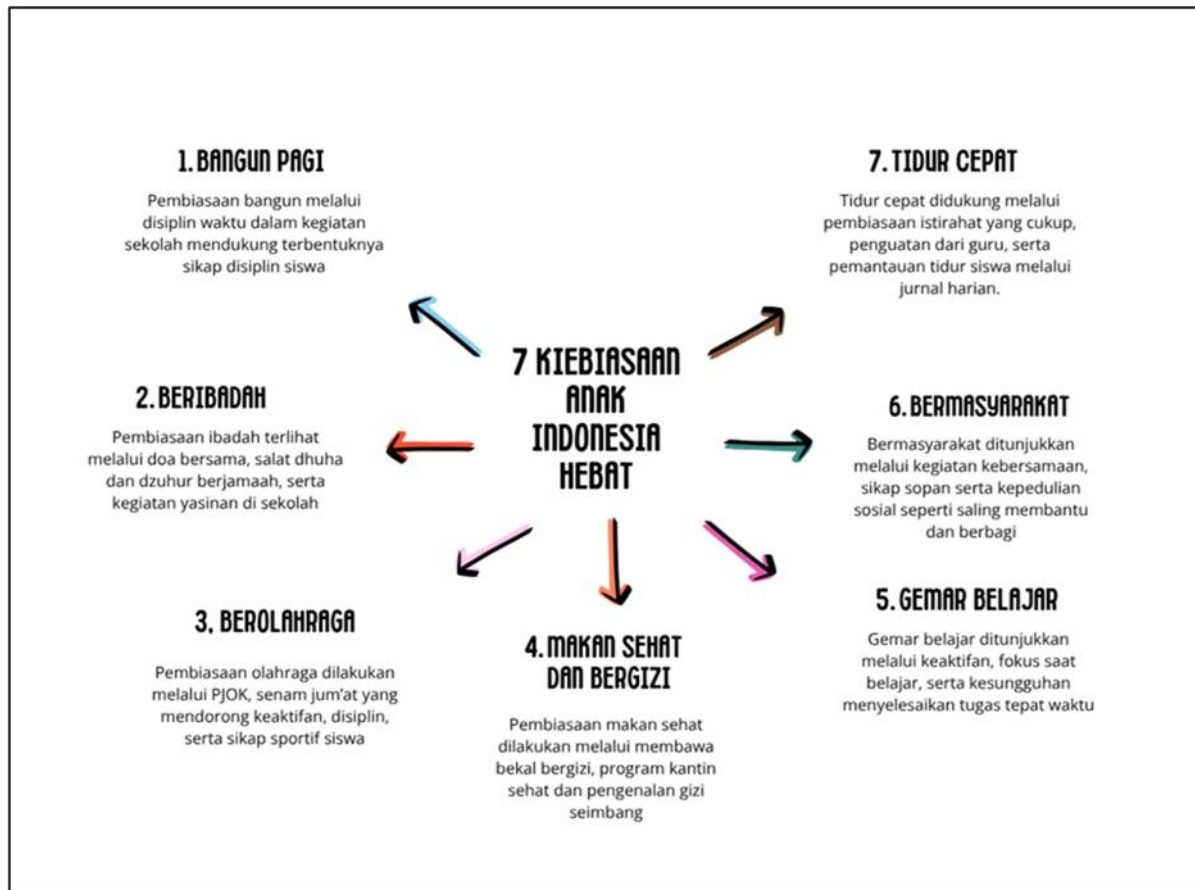 1. BANGUN PAGI
Pembiasaan bangun melalui
disiplin waktu dalam kegiatan
sekolah mendukung terbentuknya
sikap disiplin siswa
7. TIDUR CEPAT
Tidur cepat didukung melalui
pembiasaan istirahat yang cukup,
penguatan dari guru, serta
pemantauan tidur siswa melalui
jurnal harian.
7 KIEBIASAAN
ANAK
INDONESIA
HEBAT
2. BERIBADAH
Pembiasaan ibadah terlihat
melalui doa bersama, salat dhuha
dan dzuhur berjamaah, serta
kegiatan yasinan di sekolah
6. BERMASYARAKAT
Bermasyarakat ditunjukkan
melalui kegiatan kebersamaan,
sikap sopan serta kepedulian
sosial seperti saling membantu
dan berbagi
3, BEROLAHRAGA
Pembiasaan olahraga dilakukan
melalui PJOK, senam jum'at yang
mendorong keaktifan, disiplin,
serta sikap sportif siswa
4. MAKAN SEHAT
DAN BERGIZI
Pembiasaan makan sehat
dilakukan melalui membawa
bekal bergizi, program kantin
sehat dan pengenalan gizi
seimbang
5. GEMAR BELAJAR
Gemar belajar ditunjukkan
melalui keaktifan, fokus saat
belajar, serta kesungguhan
menyelesaikan tugas tepat waktu